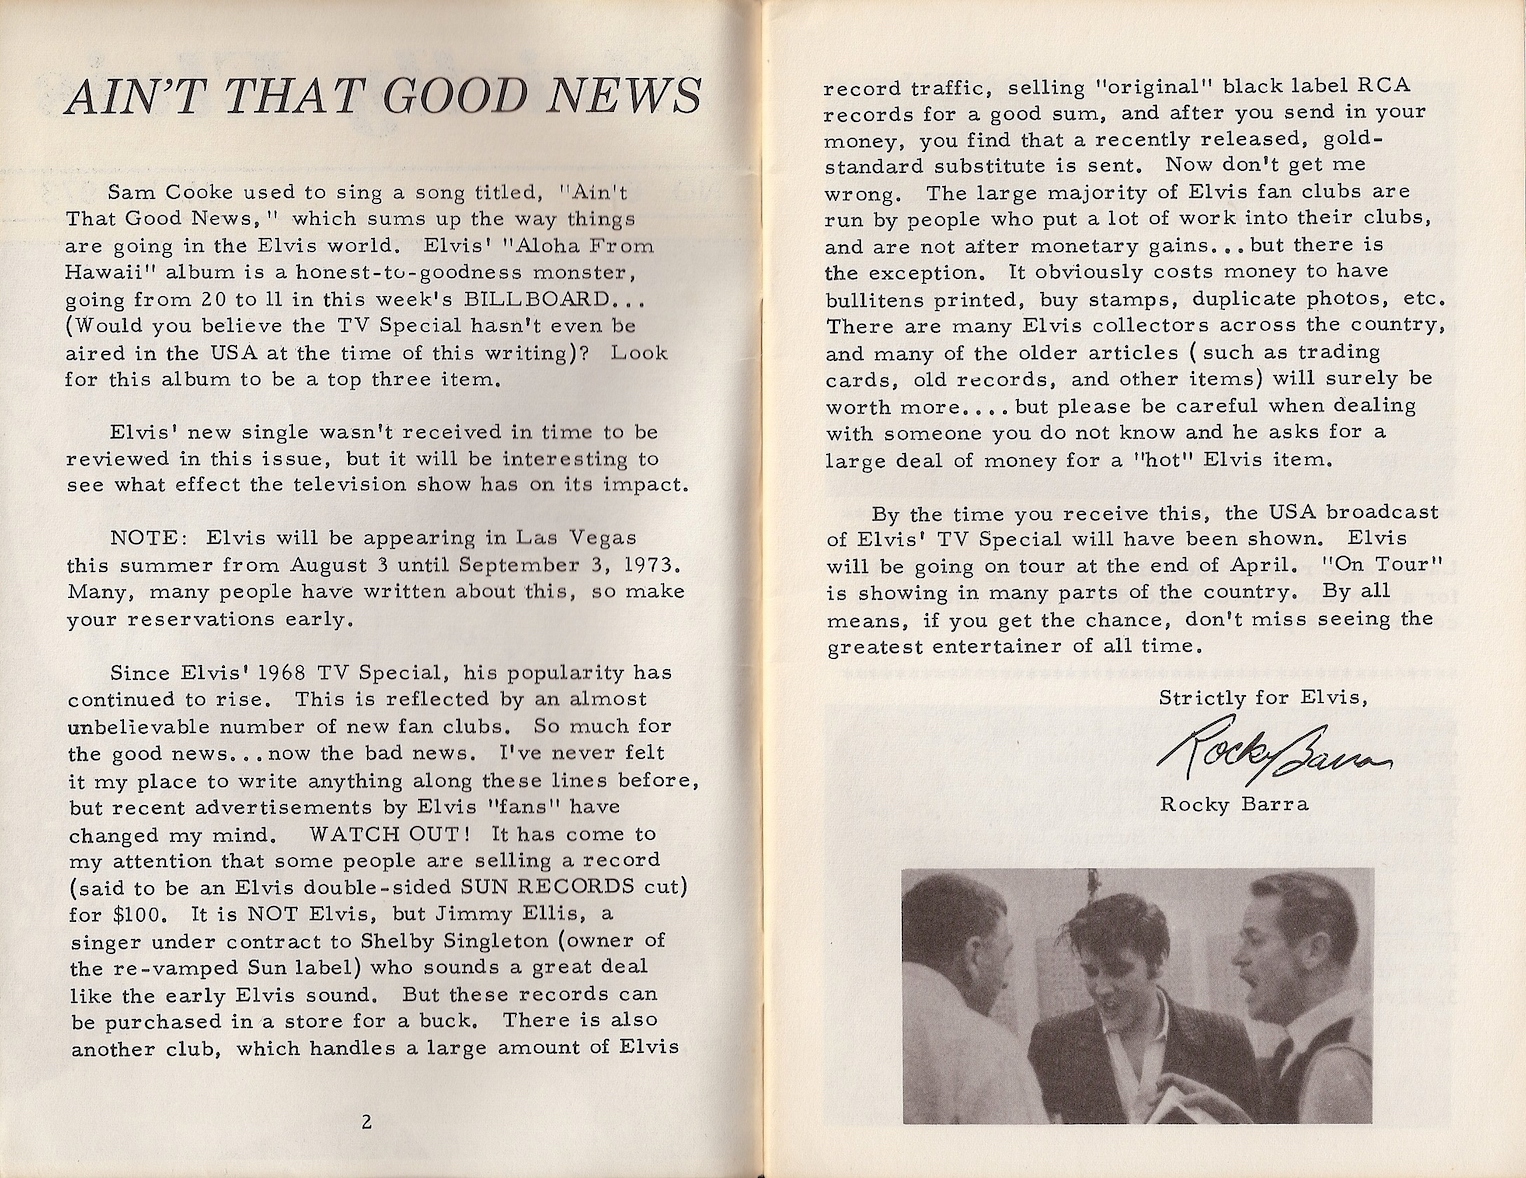 AIN'T THAT GOOD NEWS
Sam Cooke used to sing a song titled, "Ain't
That Good News," which sums up the way things
are going in the Elvis world. Elvis' "Aloha From
Hawaii" album is a honest-to-goodness monster,
going from 20 to 11 in this week's BILLBOARD...
(Would you believe the TV Special hasn't even be
aired in the USA at the time of this writing)? Look
for this album to be a top three item.
Elvis' new single wasn't received in time to be
reviewed in this issue, but it will be interesting to
see what effect the television show has on its impact.
NOTE: Elvis will be appearing in Las Vegas
this summer from August 3 until September 3, 1973.
Many, many people have written about this, so make
your reservations early.
Since Elvis' 1968 TV Special, his popularity has
continued to rise. This is reflected by an almost
unbelievable number of new fan clubs. So much for
the good news...now the bad news. I've never felt
it my place to write anything along these lines before,
but recent advertisements by Elvis "fans" have
changed my mind. WATCH OUT! It has come to
my attention that some people are selling a record
(said to be an Elvis double-sided SUN RECORDS cut)
for $100. It is NOT Elvis, but Jimmy Ellis, a
singer under contract to Shelby Singleton (owner of
the re-vamped Sun label) who sounds a great deal
like the early Elvis sound. But these records can
be purchased in a store for a buck. There is also
another club, which handles a large amount of Elvis
2
record traffic, selling "original" black label RCA
records for a good sum, and after you send in your
money, you find that a recently released, gold-
standard substitute is sent. Now don't get me
wrong. The large majority of Elvis fan clubs are
run by people who put a lot of work into their clubs,
and are not after monetary gains...but there is
the exception. It obviously costs money to have
bullitens printed, buy stamps, duplicate photos, etc.
There are many Elvis collectors across the country,
and many of the older articles (such as trading
cards, old records, and other items) will surely be
worth more....but please be careful when dealing
with someone you do not know and he asks for a
large deal of money for a "hot" Elvis item.
By the time you receive this, the USA broadcast
of Elvis' TV Special will have been shown. Elvis
will be going on tour at the end of April. "On Tour"
is showing in many parts of the country. By all
means, if you get the chance, don't miss seeing the
greatest entertainer of all time.
Strictly for Elvis,
Rocky Barra
Rocky Barra